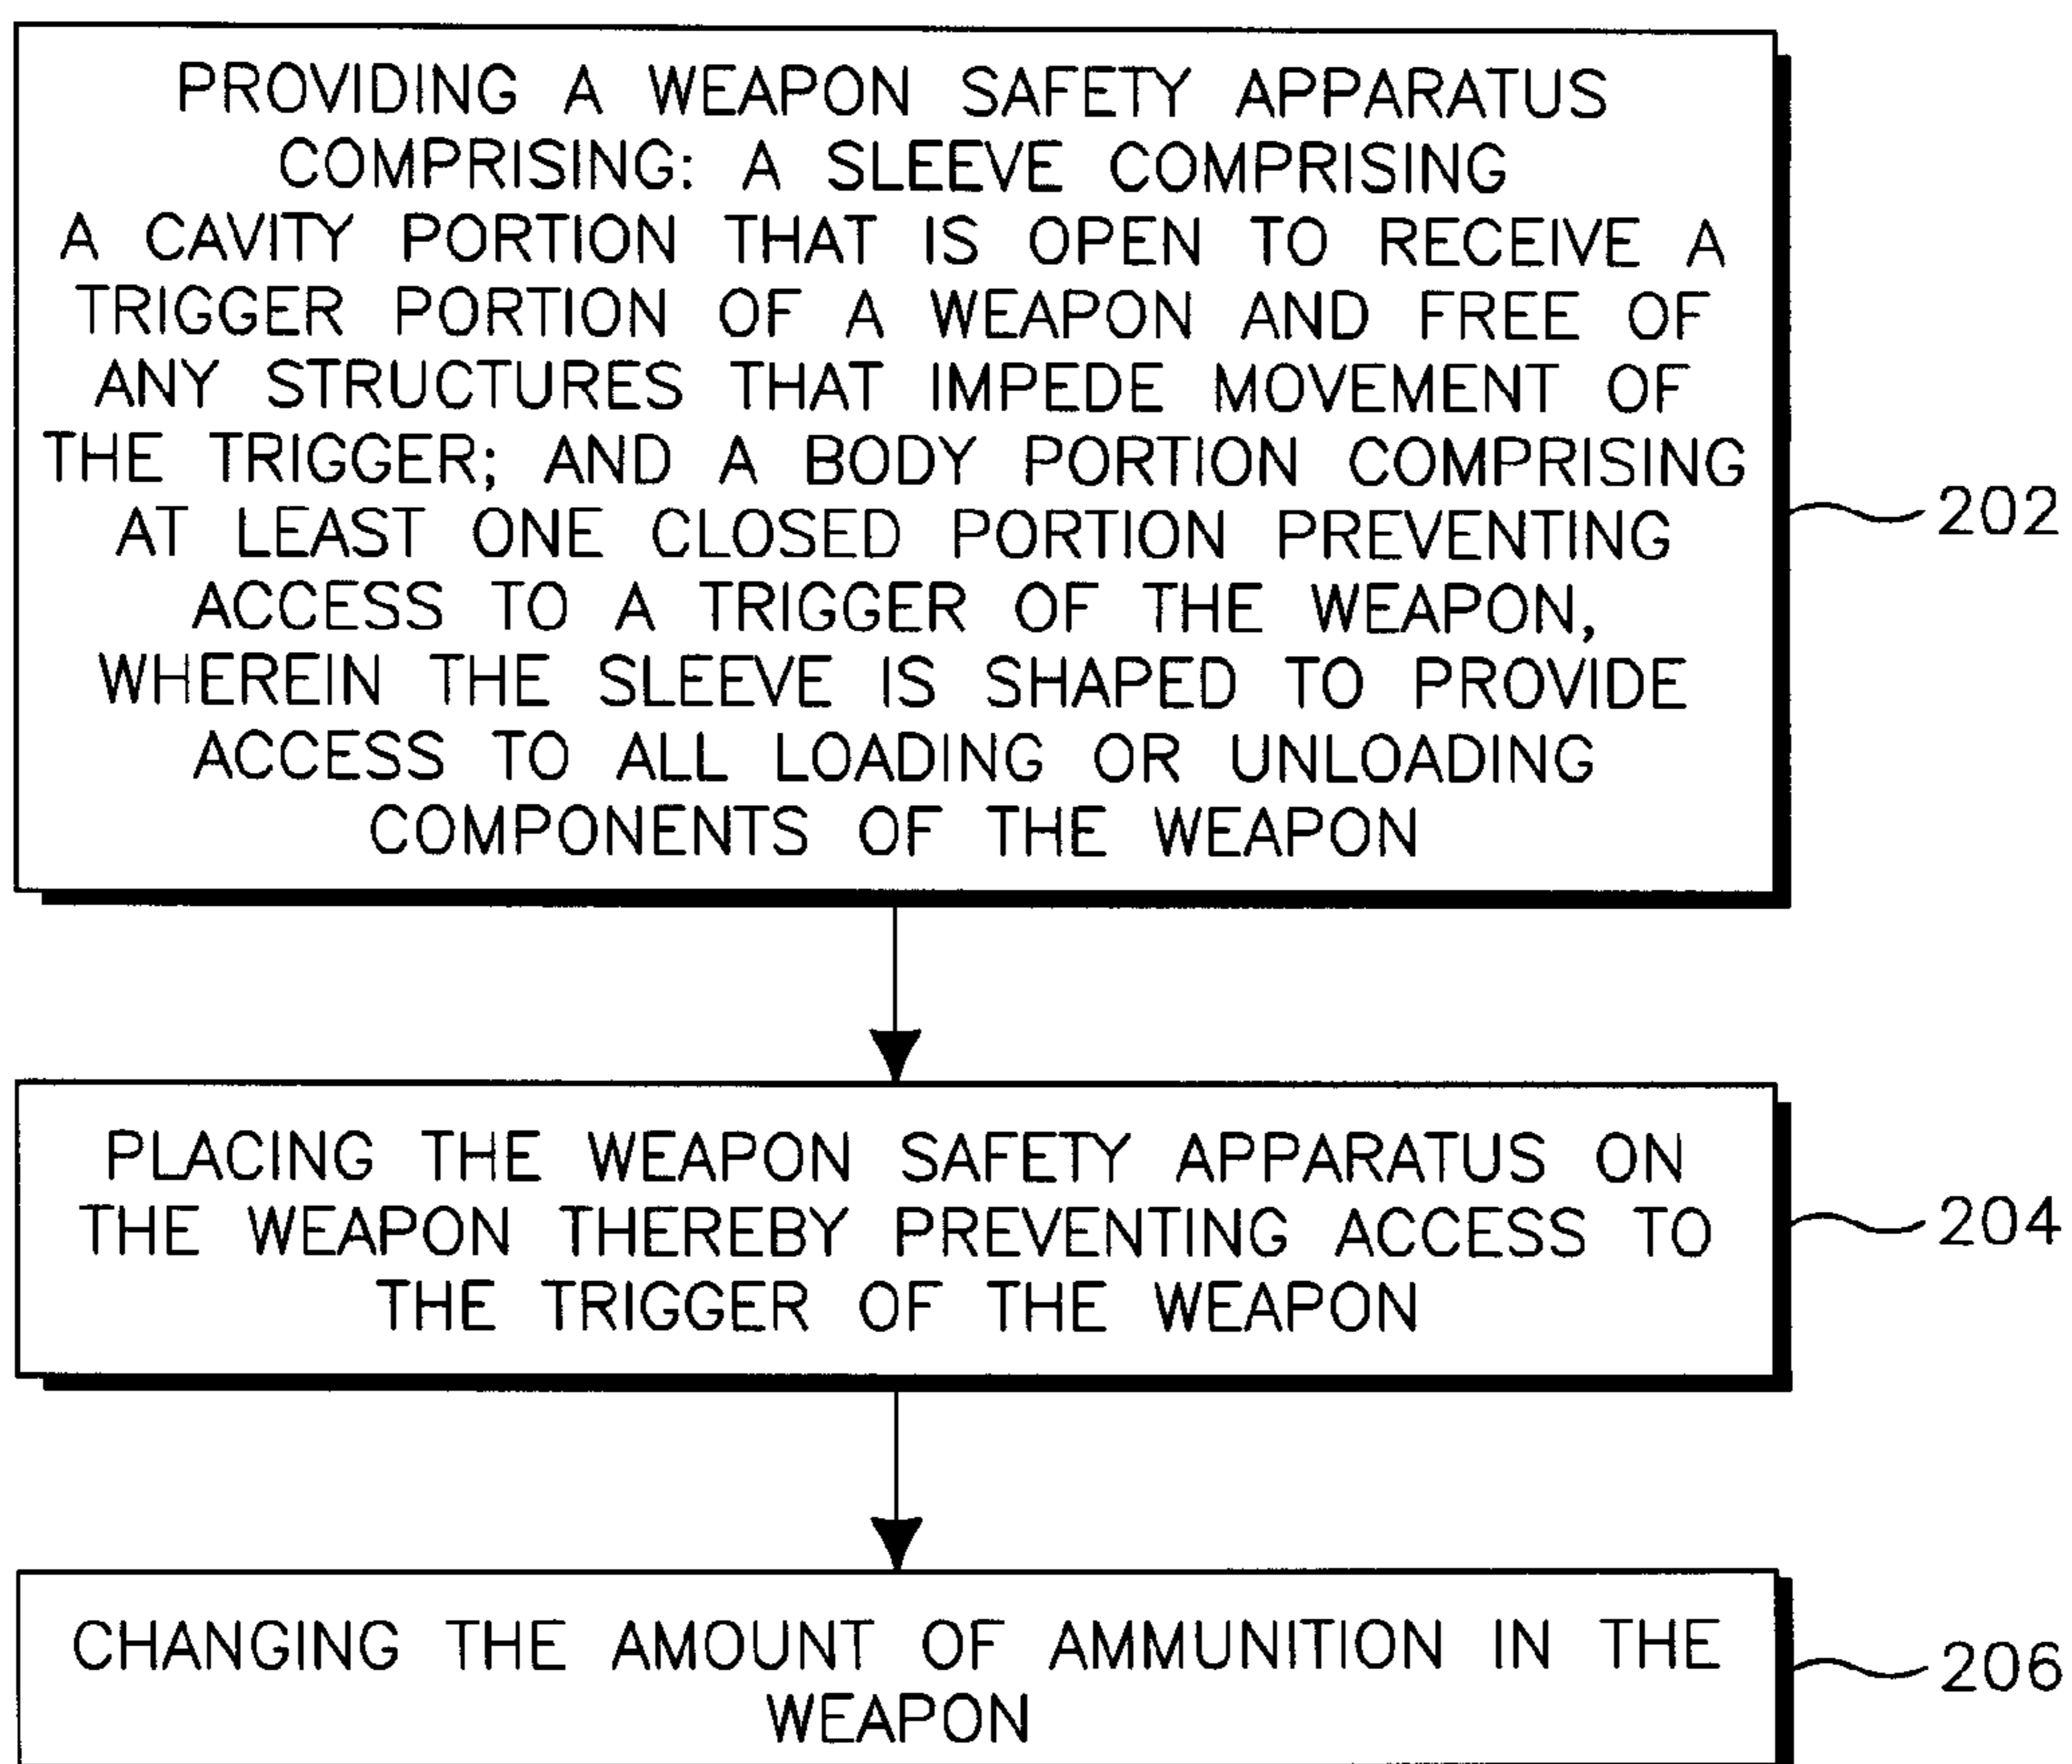 PROVIDING A WEAPON SAFETY APPARATUS
COMPRISING: A SLEEVE COMPRISING
A CAVITY PORTION THAT IS OPEN TO RECEIVE A
TRIGGER PORTION OF A WEAPON AND FREE OF
ANY STRUCTURES THAT IMPEDE MOVEMENT OF
THE TRIGGER; AND A BODY PORTION COMPRISING
AT LEAST ONE CLOSED PORTION PREVENTING
ACCESS TO A TRIGGER OF THE WEAPON,
WHEREIN THE SLEEVE IS SHAPED TO PROVIDE
ACCESS TO ALL LOADING OR UNLOADING
COMPONENTS OF THE WEAPON
202
PLACING THE WEAPON SAFETY APPARATUS ON
THE WEAPON THEREBY PREVENTING ACCESS TO
THE TRIGGER OF THE WEAPON
204
CHANGING THE AMOUNT OF AMMUNITION IN THE
WEAPON
206